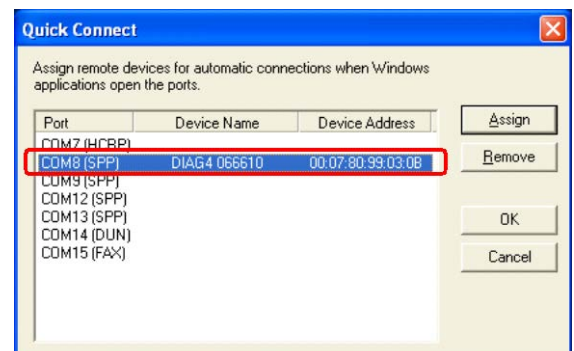 Quick Connect
Assign remote devices for automatic connections when Windows
applications open the ports.
Port Device Name Device Address
COM7 (HCRP)
COM8 (SPP) DIAG4 066610 00:07:80:99:03:0B
COM9 (SPP)
COM12 (SPP)
COM13 (SPP)
COM14 (DUN)
COM15 (FAX)
Assign
Remove
OK
Cancel